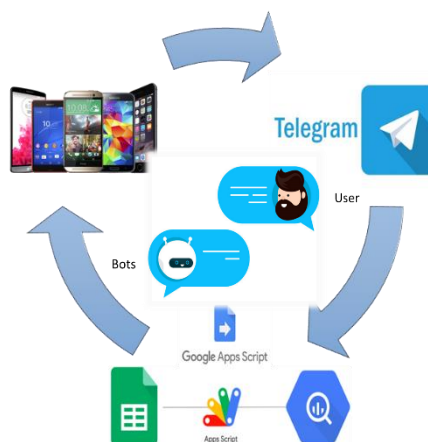 Telegram
User
Bots
Google Apps Script
Apps Script